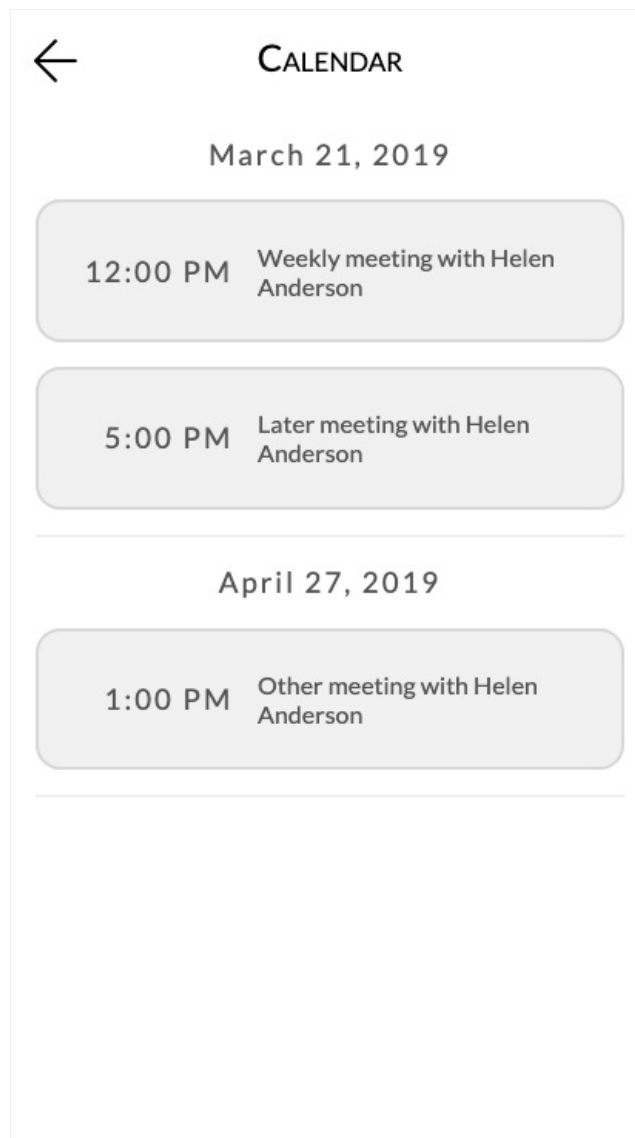 CALENDAR
March 21, 2019
12:00 PM
Weekly meeting with Helen
Anderson
5:00 PM
Later meeting with Helen
Anderson
April 27, 2019
1:00 PM
Other meeting with Helen
Anderson